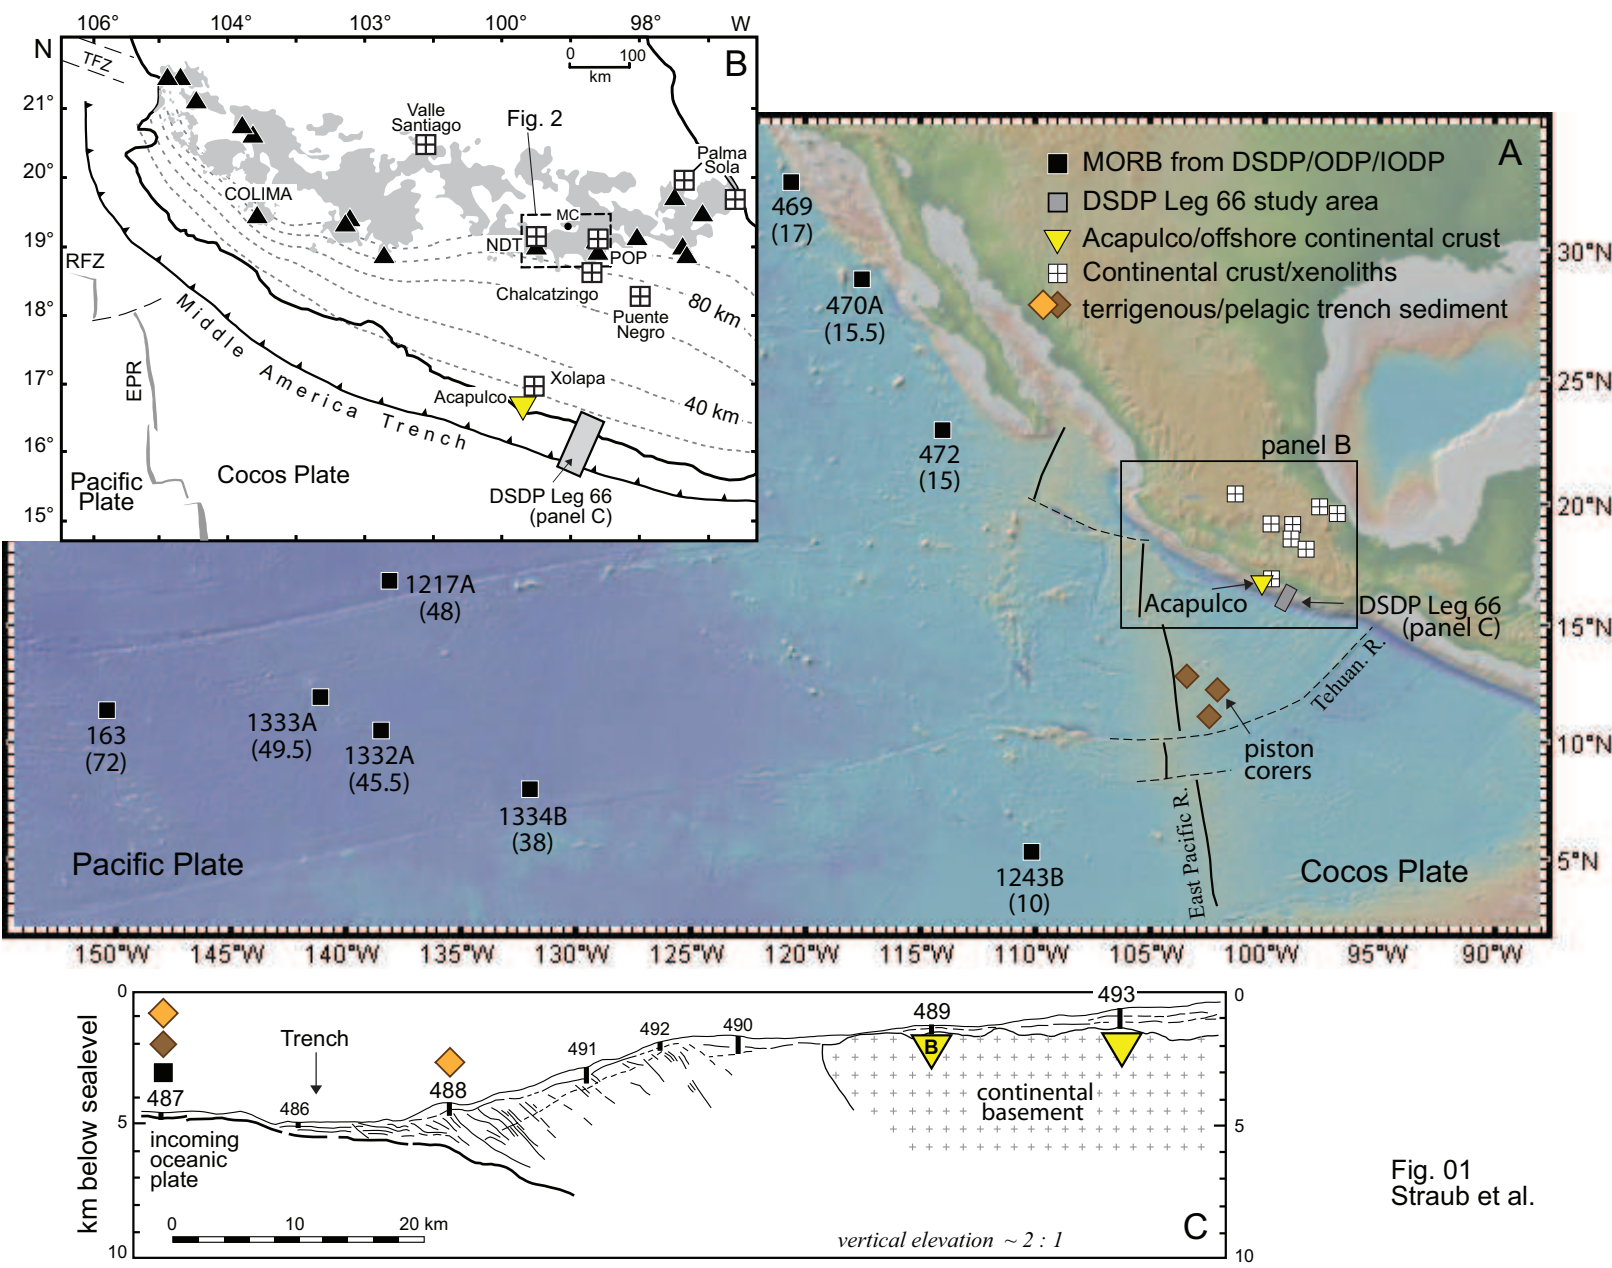 106°
104°
103°
100°
98°
W
N
TFZ
0
100
km
B
21°
20°
19°
18°
17°
16°
15°
Valle
Santiago
Fig. 2
Palma
Sola
COLIMA
MC
NDT
POP
RFZ
Chalcatzingo
80 km
Puente
Negro
Middle America Trench
EPR
Xolapa
Acapulco
40 km
Cocos Plate
Pacific
Plate
DSDP Leg 66
(panel C)
A
MORB from DSDP/ODP/IODP
DSDP Leg 66 study area
Acapulco/offshore continental crust
Continental crust/xenoliths
terrigenous/pelagic trench sediment
469
(17)
470A
(15.5)
472
(15)
panel B
30°N
25°N
20°N
15°N
10°N
5°N
1217A
(48)
Acapulco
DSDP Leg 66
(panel C)
Tehuan. R.
163
(72)
1333A
(49.5)
1332A
(45.5)
1334B
(38)
piston
corers
East Pacific R.
1243B
(10)
Pacific Plate
Cocos Plate
150°W
145°W
140°W
135°W
130°W
125°W
120°W
115°W
110°W
105°W
100°W
95°W
90°W
km below sealevel
0
5
10
0
5
10
Trench
487
486
488
491
492
490
489
493
B
incoming
oceanic
plate
continental
basement
0
10
20 km
vertical elevation ~ 2 : 1
C
Fig. 01
Straub et al.